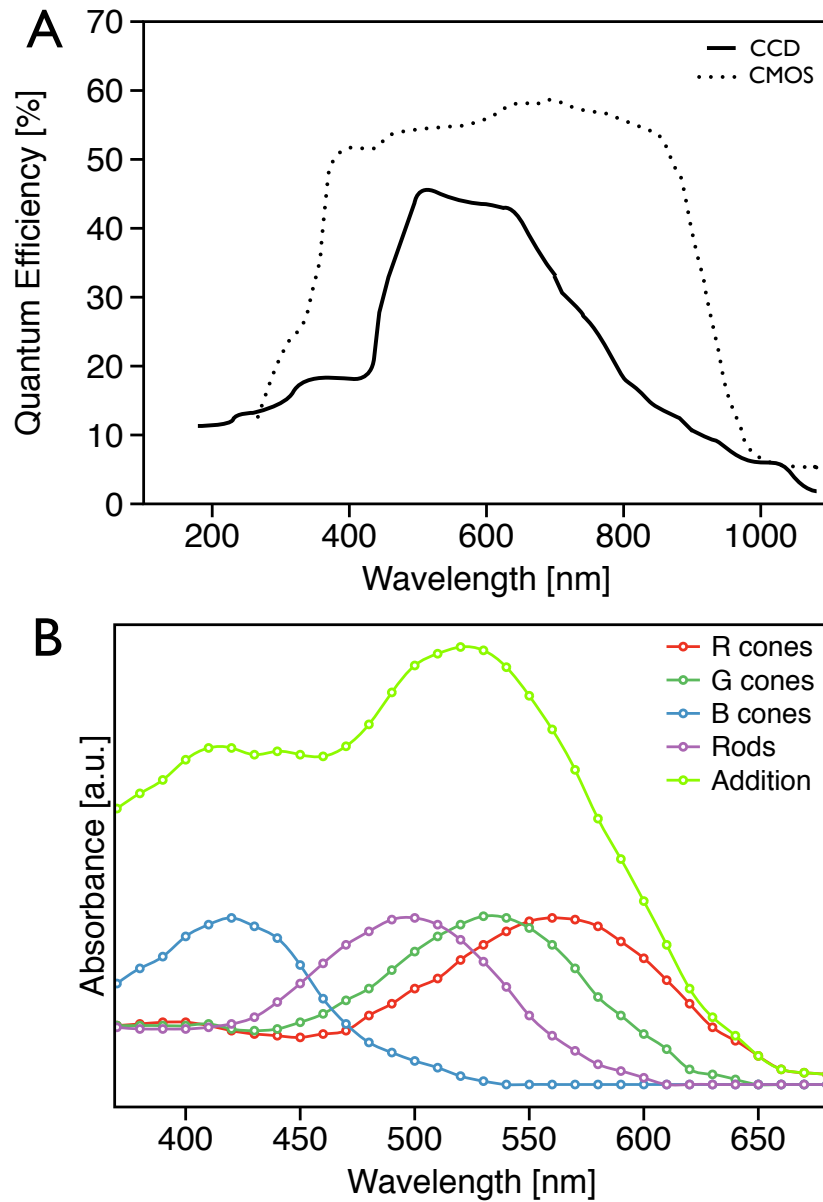 A
70
60
50
40
30
20
10
0
Quantum Efficiency [%]
CCD
CMOS
200 400 600 800 1000
Wavelength [nm]
B
R cones
G cones
B cones
Rods
Addition
Absorbance [a.u.]
400 450 500 550 600 650
Wavelength [nm]